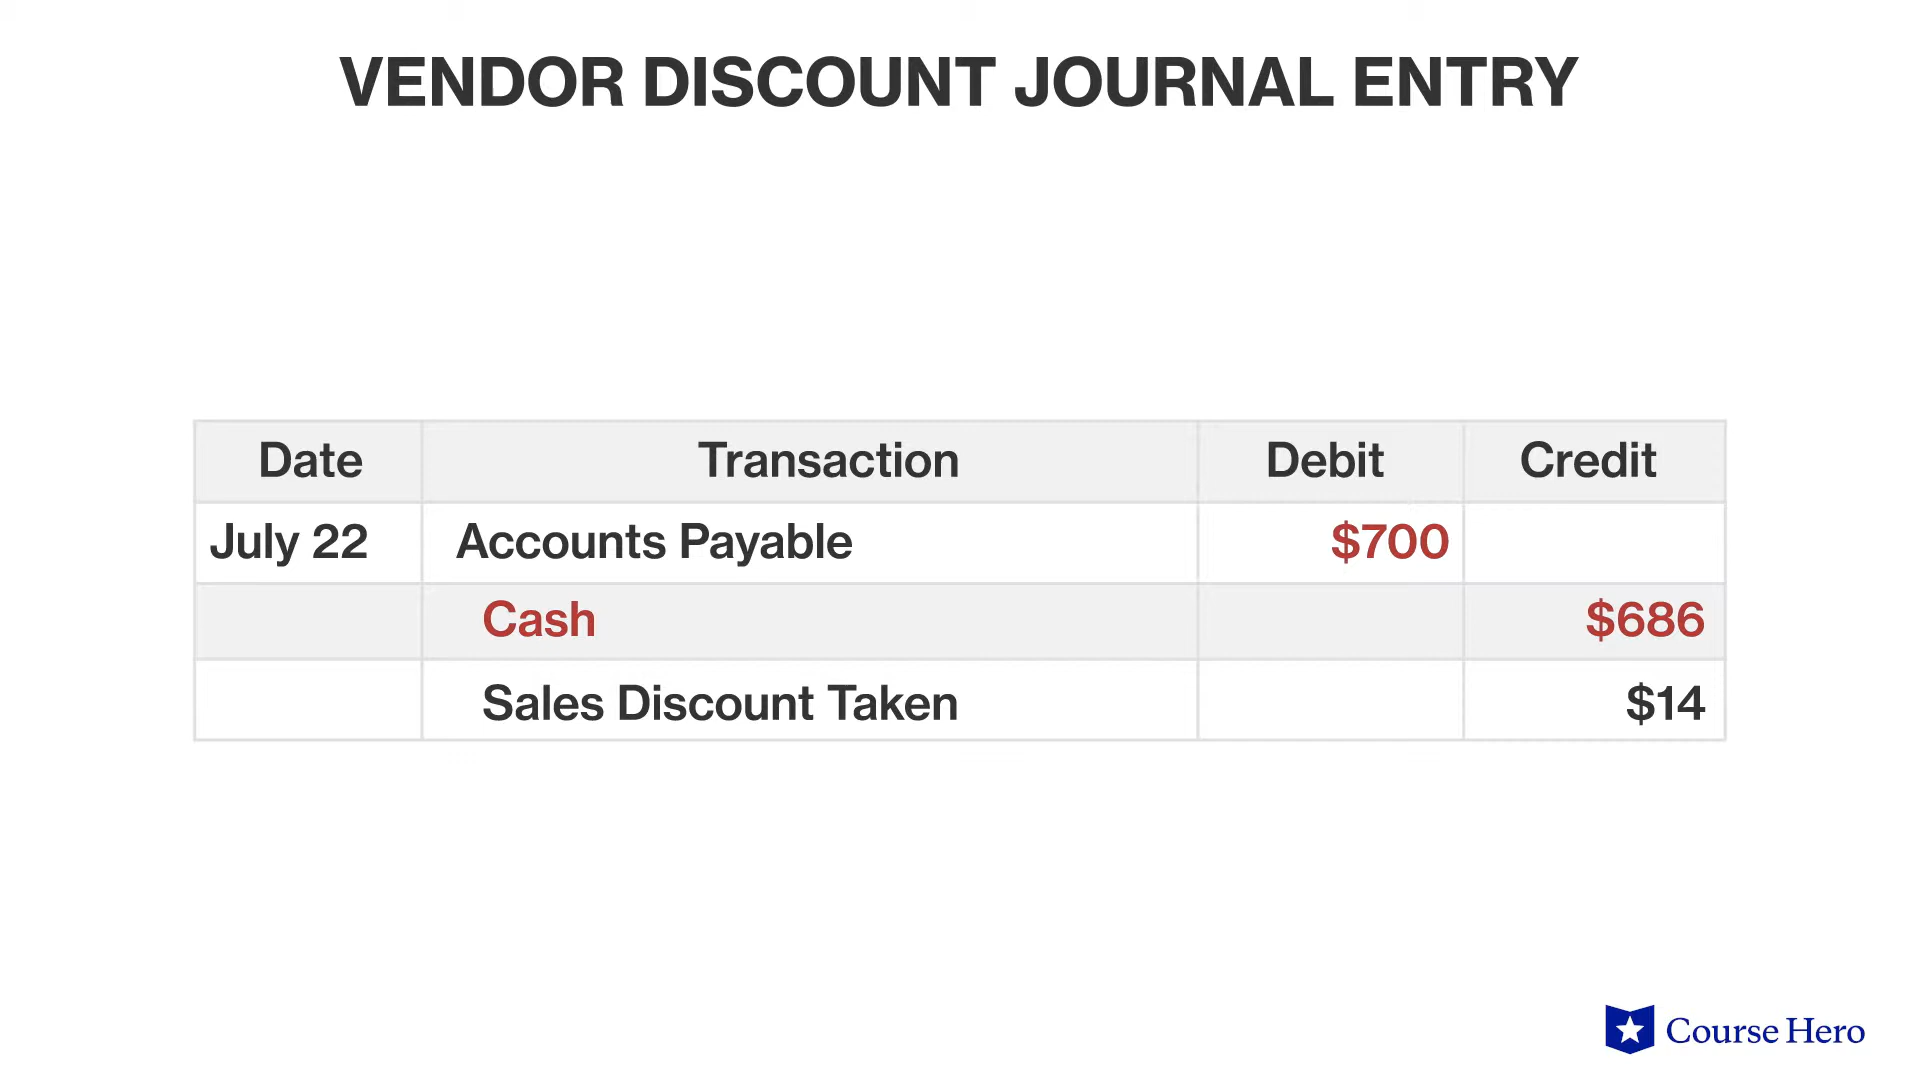 VENDOR DISCOUNT JOURNAL ENTRY
Date Transaction Debit Credit
July 22 Accounts Payable $700
Cash $686
Sales Discount Taken $14
Course Hero